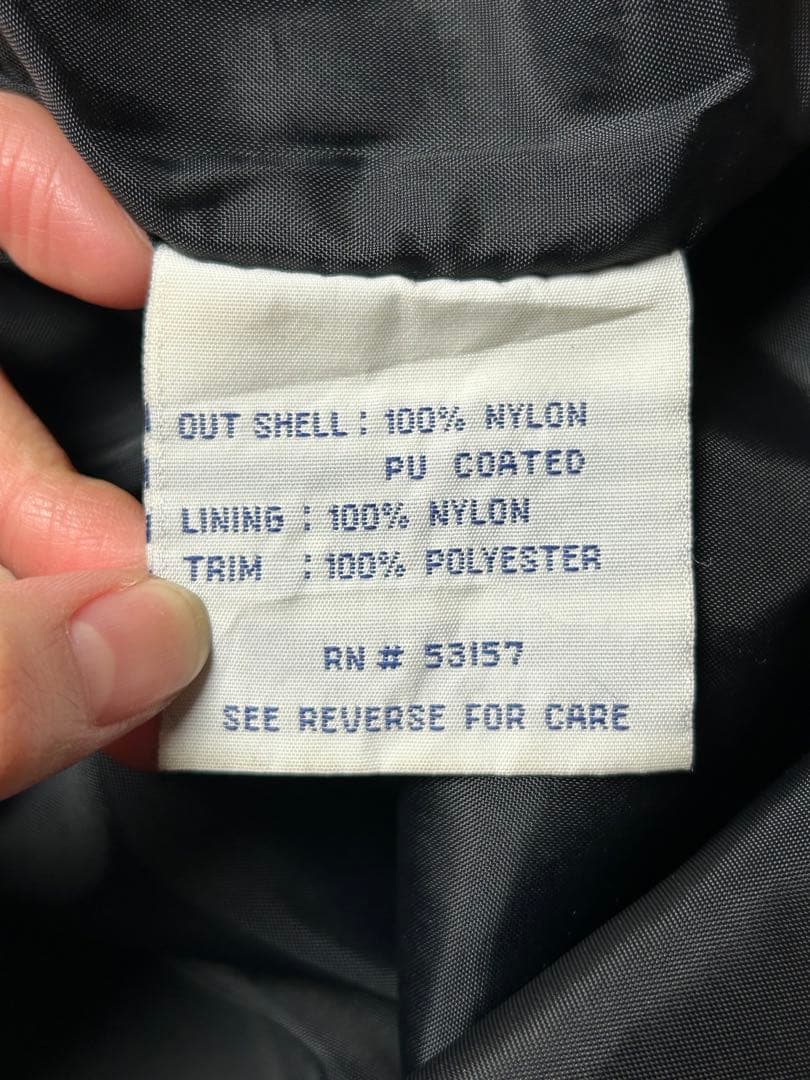 OUT SHELL : 100% NYLON
PU COATED
LINING : 100% NYLON
TRIM : 100% POLYESTER
RN # 53157
SEE REVERSE FOR CARE